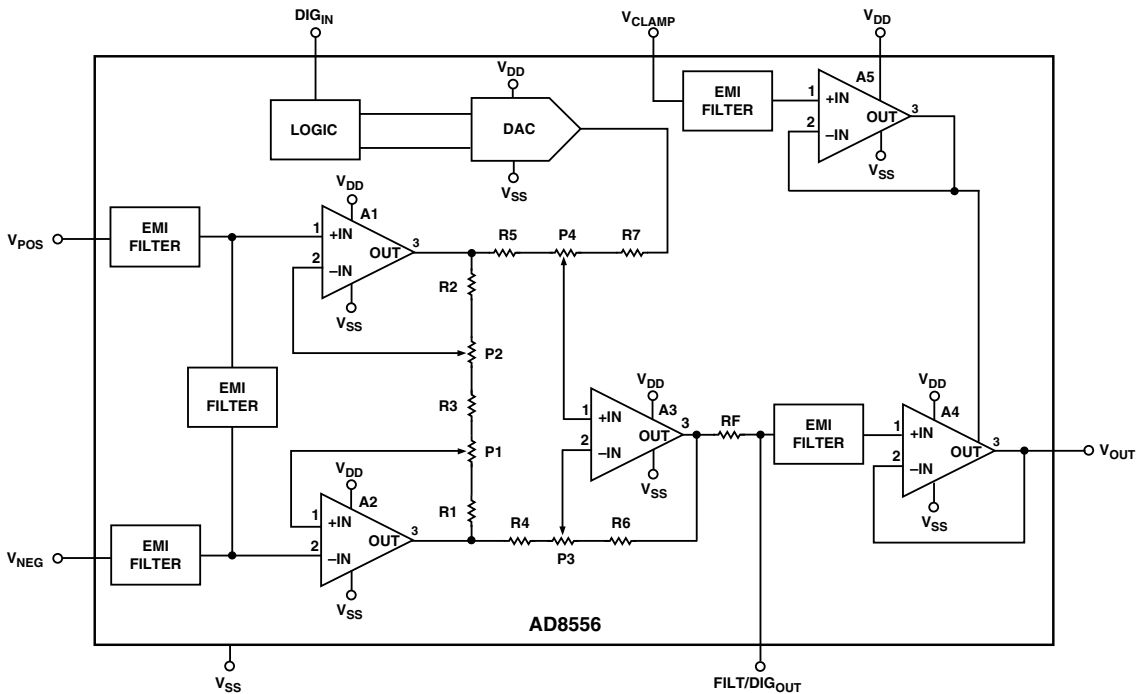 DIG_IN
V_CLAMP
V_DD
LOGIC
V_DD
DAC
V_SS
EMI
FILTER
A5
1
+IN
2
−IN
OUT
3
V_SS
V_POS
EMI
FILTER
V_DD
A1
1
+IN
2
−IN
OUT
3
V_SS
R5
P4
R7
R2
P2
R3
P1
R1
EMI
FILTER
V_DD
A3
1
+IN
2
−IN
OUT
3
V_SS
RF
EMI
FILTER
V_DD
A4
1
+IN
2
−IN
OUT
3
V_SS
V_OUT
V_NEG
EMI
FILTER
V_DD
A2
1
+IN
2
−IN
OUT
3
V_SS
R4
P3
R6
AD8556
V_SS
FILT/DIG_OUT